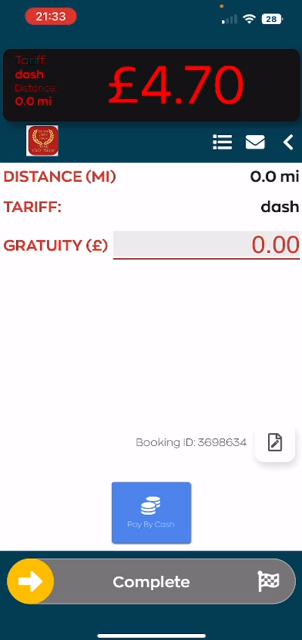 21:33
28
Tariff:
dash
Distance:
0.0 mi
£4.70
DISTANCE (MI) 0.0 mi
TARIFF: dash
GRATUITY (£) 0.00
Booking ID: 3698634
Pay By Cash
Complete